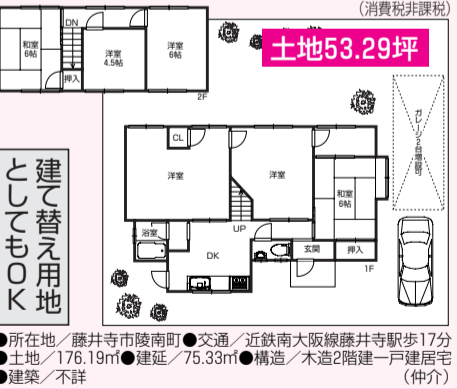 (消費税非課税)
土地53.29坪
和室
6帖
DN
押入
洋室
4.5帖
洋室
6帖
2F
ガレージ2台増設可
CL
洋室
洋室
和室
6帖
浴室
UP
DK
玄関
押入
1F
建て替え用地
としてもOK
●所在地／藤井寺市陵南町●交通／近鉄南大阪線藤井寺駅歩17分
●土地／176.19㎡●建延／75.33㎡●構造／木造2階建一戸建居宅
●建築／不詳 (仲介)